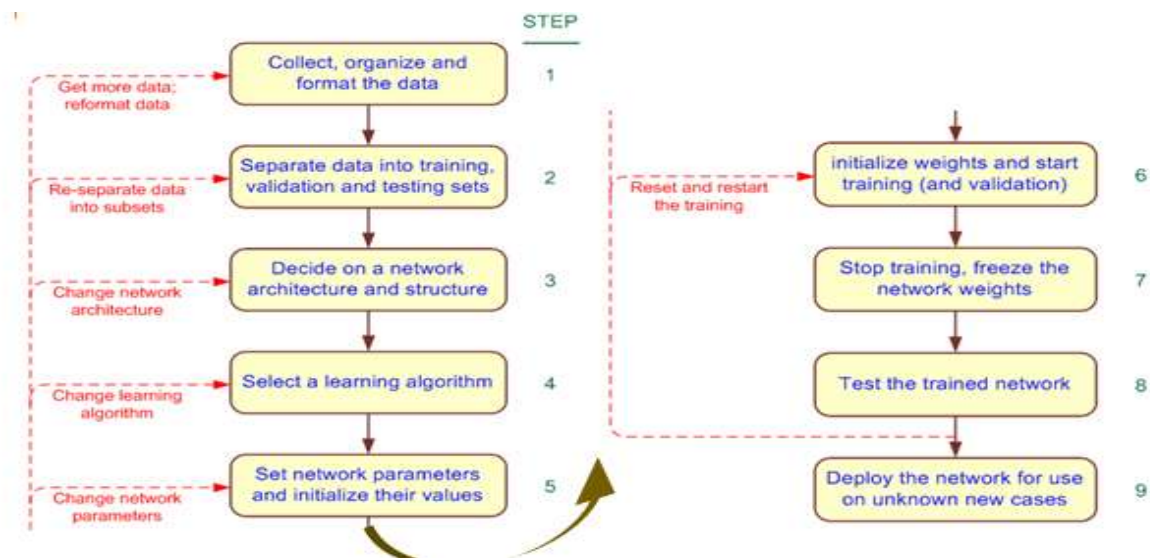 STEP
Collect, organize and
format the data
1
Get more data;
reformat data
Separate data into training,
validation and testing sets
2
Re-separate data
into subsets
Decide on a network
architecture and structure
3
Change network
architecture
Select a learning algorithm
4
Change learning
algorithm
Set network parameters
and initialize their values
5
Change network
parameters
initialize weights and start
training (and validation)
6
Reset and restart
the training
Stop training, freeze the
network weights
7
Test the trained network
8
Deploy the network for use
on unknown new cases
9